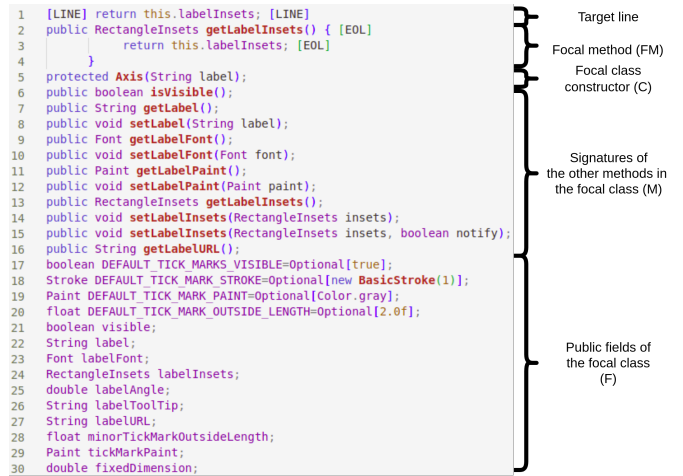 1 [LINE] return this.labelInsets; [LINE]
2 public RectangleInsets getLabelInsets() { [EOL]
3 return this.labelInsets; [EOL]
4 }
5 protected Axis(String label);
6 public boolean isVisible();
7 public String getLabel();
8 public void setLabel(String label);
9 public Font getLabelFont();
10 public void setLabelFont(Font font);
11 public Paint getLabelPaint();
12 public void setLabelPaint(Paint paint);
13 public RectangleInsets getLabelInsets();
14 public void setLabelInsets(RectangleInsets insets);
15 public void setLabelInsets(RectangleInsets insets, boolean notify);
16 public String getLabelURL();
17 boolean DEFAULT_TICK_MARKS_VISIBLE=Optional[true];
18 Stroke DEFAULT_TICK_MARK_STROKE=Optional[new BasicStroke(1)];
19 Paint DEFAULT_TICK_MARK_PAINT=Optional[Color.gray];
20 float DEFAULT_TICK_MARK_OUTSIDE_LENGTH=Optional[2.0f];
21 boolean visible;
22 String label;
23 Font labelFont;
24 RectangleInsets labelInsets;
25 double labelAngle;
26 String labelToolTip;
27 String labelURL;
28 float minorTickMarkOutsideLength;
29 Paint tickMarkPaint;
30 double fixedDimension;
Target line
Focal method (FM)
Focal class
constructor (C)
Signatures of
the other methods in
the focal class (M)
Public fields of
the focal class
(F)